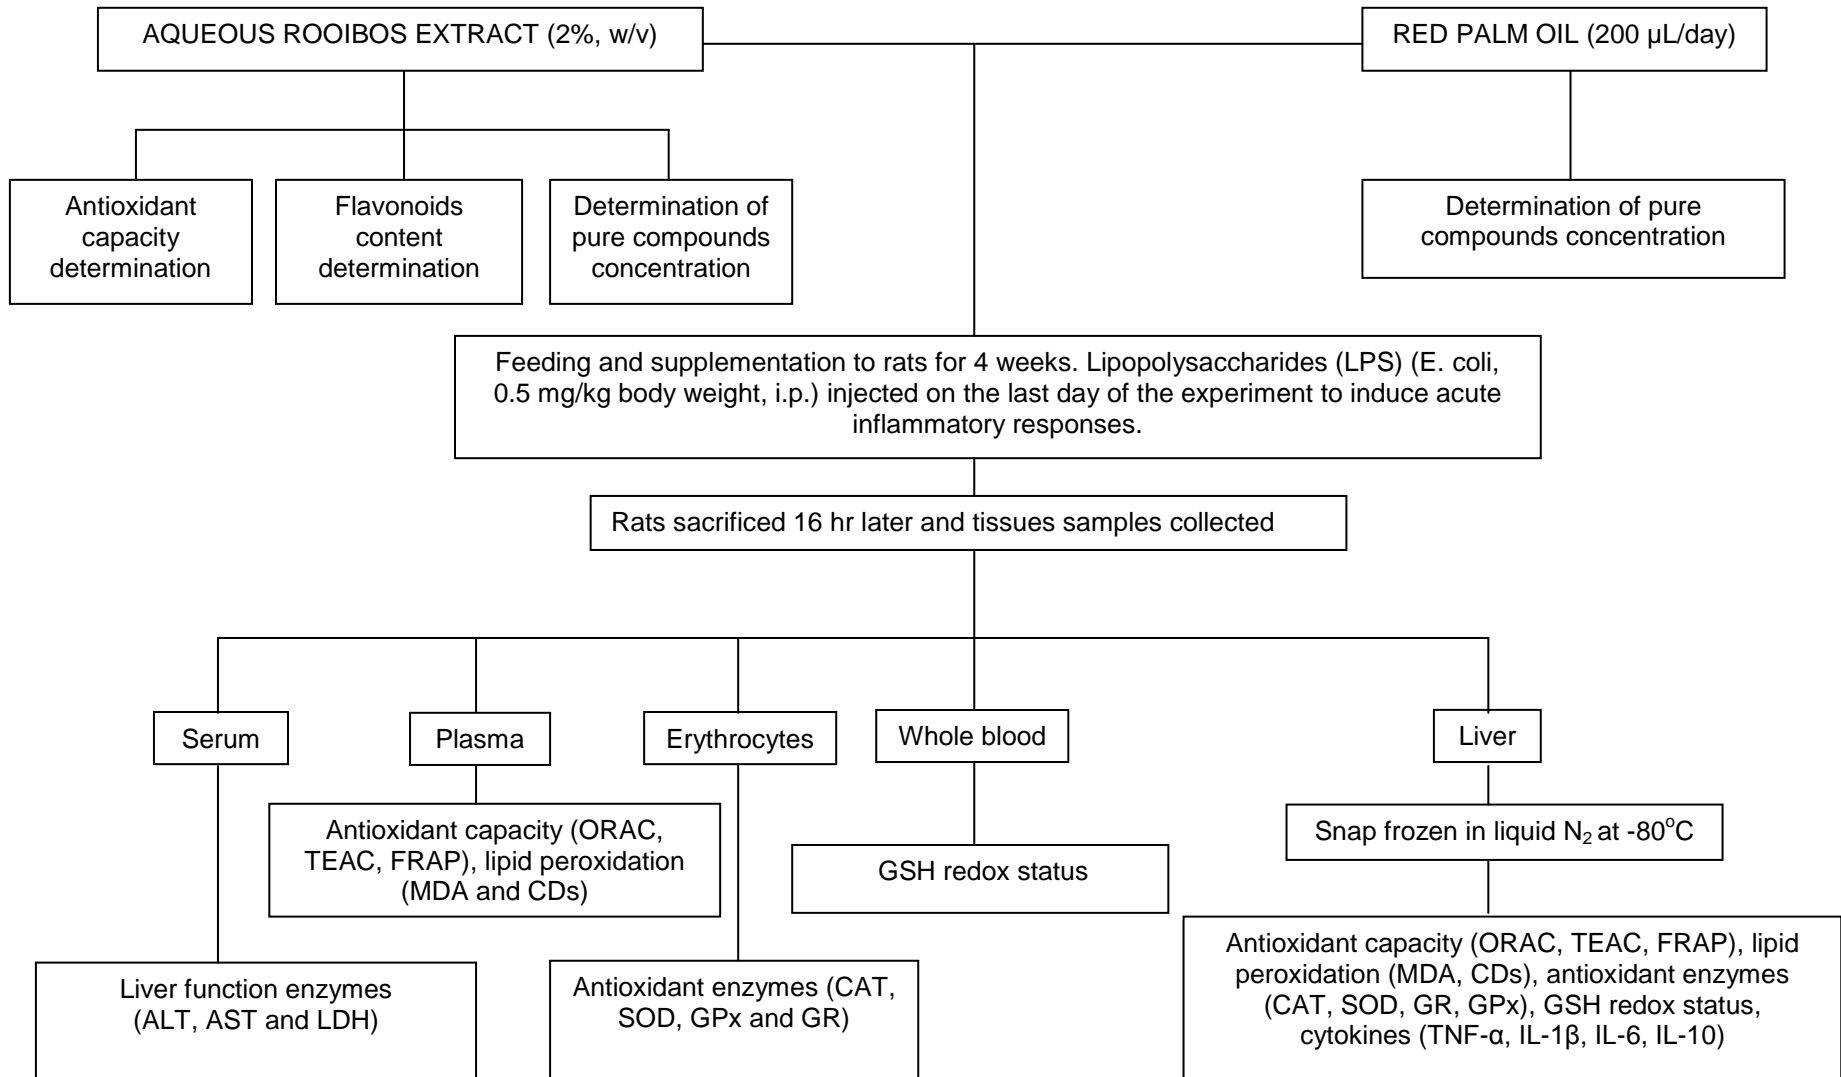 AQUEOUS ROOIBOS EXTRACT (2%, w/v)
RED PALM OIL (200 µL/day)
Antioxidant
capacity
determination
Flavonoids
content
determination
Determination of
pure compounds
concentration
Determination of pure
compounds concentration
Feeding and supplementation to rats for 4 weeks. Lipopolysaccharides (LPS) (E. coli,
0.5 mg/kg body weight, i.p.) injected on the last day of the experiment to induce acute
inflammatory responses.
Rats sacrificed 16 hr later and tissues samples collected
Serum
Plasma
Erythrocytes
Whole blood
Liver
Antioxidant capacity (ORAC,
TEAC, FRAP), lipid peroxidation
(MDA and CDs)
GSH redox status
Snap frozen in liquid N₂ at -80°C
Liver function enzymes
(ALT, AST and LDH)
Antioxidant enzymes (CAT,
SOD, GPx and GR)
Antioxidant capacity (ORAC, TEAC, FRAP), lipid
peroxidation (MDA, CDs), antioxidant enzymes
(CAT, SOD, GR, GPx), GSH redox status,
cytokines (TNF-α, IL-1β, IL-6, IL-10)